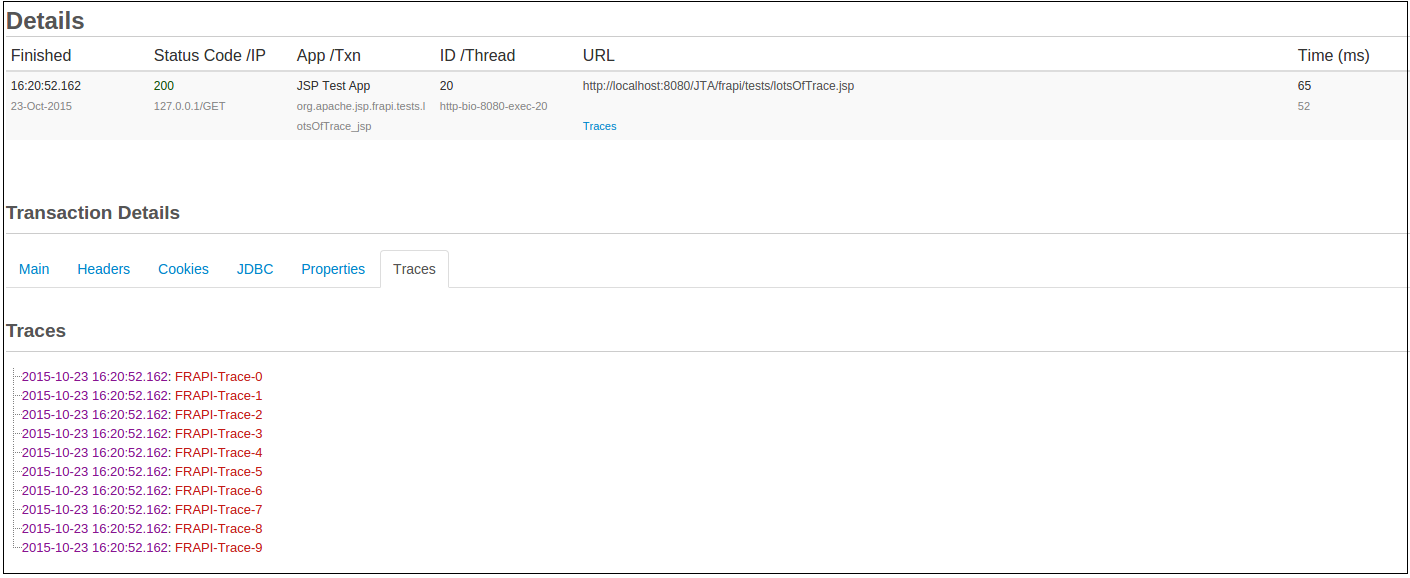 Details
Finished Status Code /IP App /Txn ID /Thread URL Time (ms)
16:20:52.162 200 JSP Test App 20 http://localhost:8080/JTA/frapi/tests/lotsOfTrace.jsp 65
23-Oct-2015 127.0.0.1/GET org.apache.jsp.frapi.tests.l http-bio-8080-exec-20 52
otsOfTrace_jsp Traces
Transaction Details
Main Headers Cookies JDBC Properties Traces
Traces
2015-10-23 16:20:52.162: FRAPI-Trace-0
2015-10-23 16:20:52.162: FRAPI-Trace-1
2015-10-23 16:20:52.162: FRAPI-Trace-2
2015-10-23 16:20:52.162: FRAPI-Trace-3
2015-10-23 16:20:52.162: FRAPI-Trace-4
2015-10-23 16:20:52.162: FRAPI-Trace-5
2015-10-23 16:20:52.162: FRAPI-Trace-6
2015-10-23 16:20:52.162: FRAPI-Trace-7
2015-10-23 16:20:52.162: FRAPI-Trace-8
2015-10-23 16:20:52.162: FRAPI-Trace-9